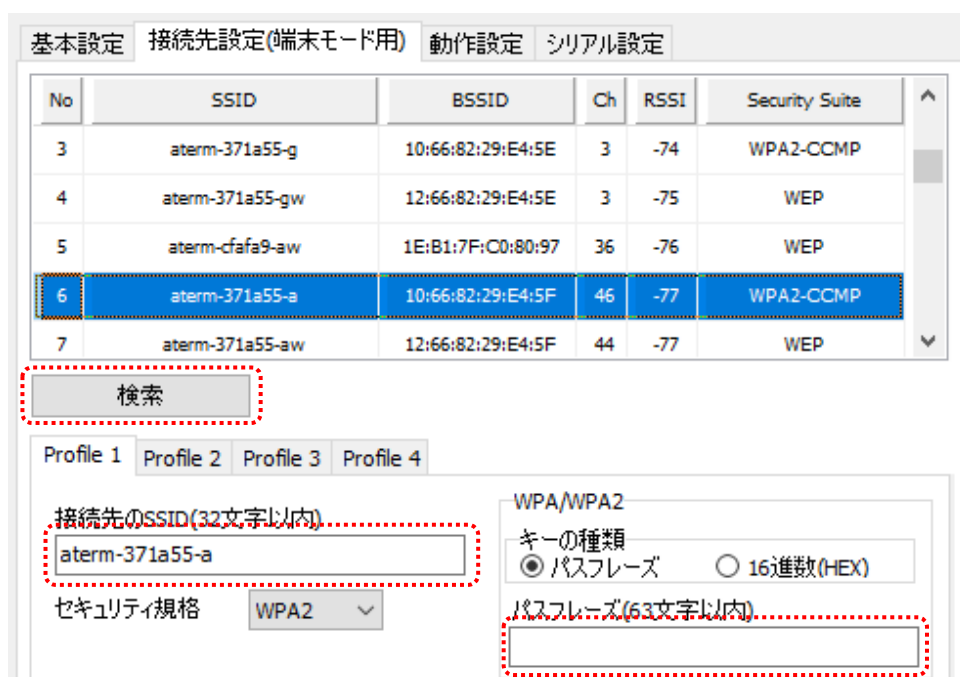 基本設定 接続先設定(端末モード用) 動作設定 シリアル設定
No SSID BSSID Ch RSSI Security Suite
3 aterm-371a55-g 10:66:82:29:E4:5E 3 -74 WPA2-CCMP
4 aterm-371a55-gw 12:66:82:29:E4:5E 3 -75 WEP
5 aterm-cfafa9-aw 1E:B1:7F:C0:80:97 36 -76 WEP
6 aterm-371a55-a 10:66:82:29:E4:5F 46 -77 WPA2-CCMP
7 aterm-371a55-aw 12:66:82:29:E4:5F 44 -77 WEP
検索
Profile 1 Profile 2 Profile 3 Profile 4
接続先のSSID(32文字以内)
aterm-371a55-a
セキュリティ規格 WPA2
WPA/WPA2
キーの種類
パスフレーズ 16進数(HEX)
パスフレーズ(63文字以内)